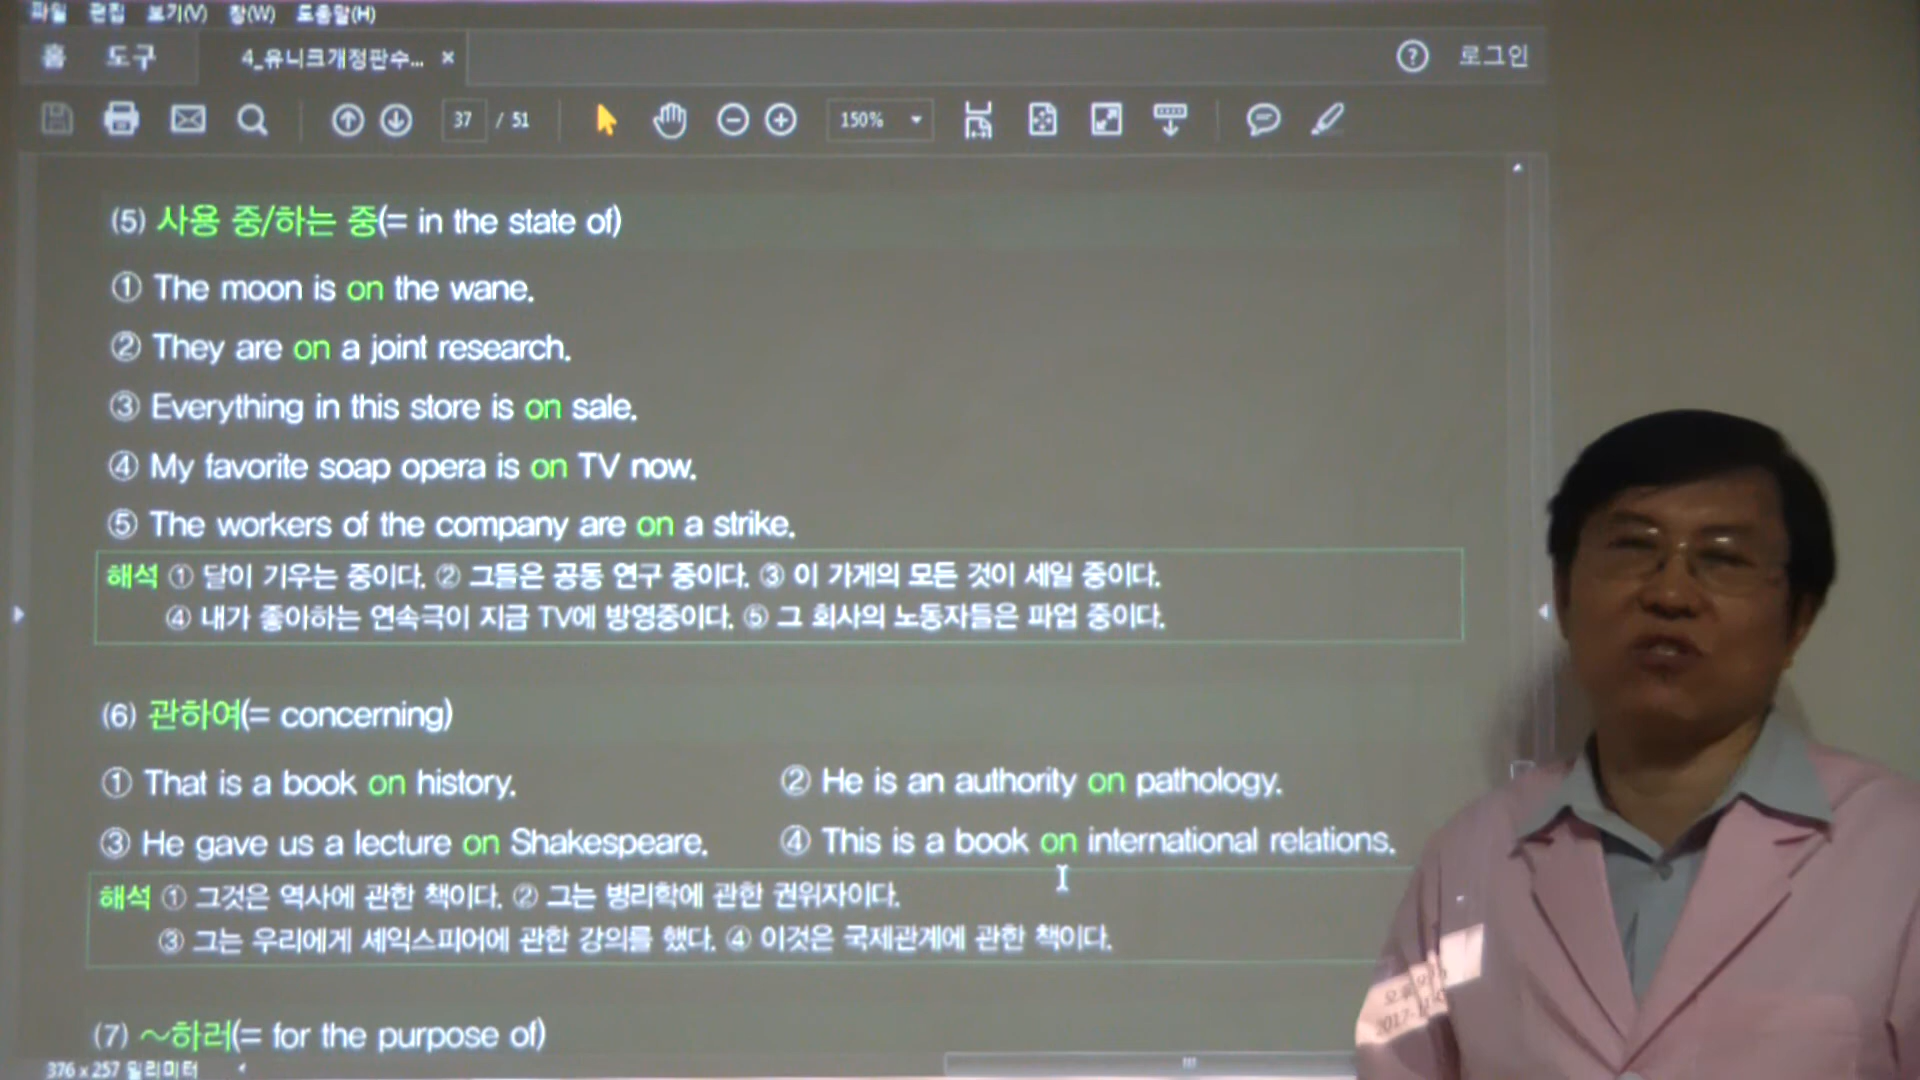 파일 편집 보기(V) 창(W) 도움말(H)
홈 도구 4_유니크개정판수... × ? 로그인
37 / 51 150%
(5) 사용 중/하는 중(= in the state of)
① The moon is on the wane.
② They are on a joint research.
③ Everything in this store is on sale.
④ My favorite soap opera is on TV now.
⑤ The workers of the company are on a strike.
해석 ① 달이 기우는 중이다. ② 그들은 공동 연구 중이다. ③ 이 가게의 모든 것이 세일 중이다.
④ 내가 좋아하는 연속극이 지금 TV에 방영중이다. ⑤ 그 회사의 노동자들은 파업 중이다.
(6) 관하여(= concerning)
① That is a book on history. ② He is an authority on pathology.
③ He gave us a lecture on Shakespeare. ④ This is a book on international relations.
해석 ① 그것은 역사에 관한 책이다. ② 그는 병리학에 관한 권위자이다.
③ 그는 우리에게 셰익스피어에 관한 강의를 했다. ④ 이것은 국제관계에 관한 책이다.
(7) ~하러(= for the purpose of)
376 x 257 밀리미터
오후